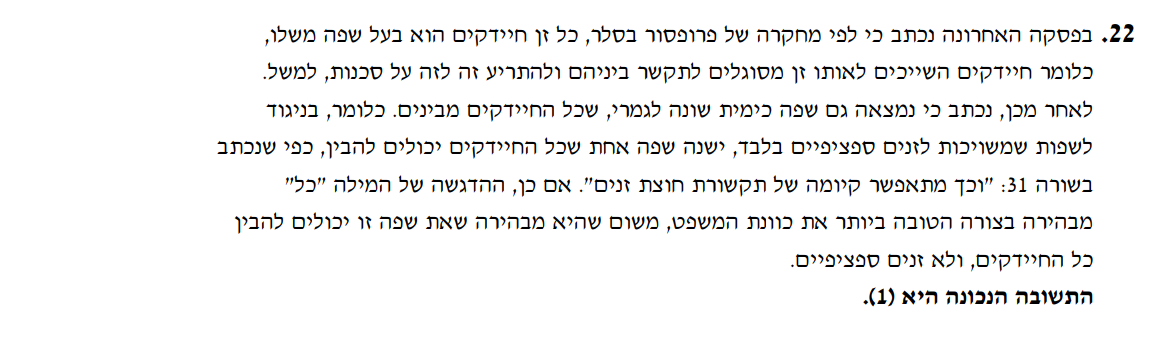 22. בפסקה האחרונה נכתב כי לפי מחקרה של פרופסור בסלר, כל זן חיידקים הוא בעל שפה משלו,
כלומר חיידקים השייכים לאותו זן מסוגלים לתקשר ביניהם ולהתריע זה לזה על סכנות, למשל.
לאחר מכן, נכתב כי נמצאה גם שפה כימית שונה לגמרי, שכל החיידקים מבינים. כלומר, בניגוד
לשפות שמשויכות לזנים ספציפיים בלבד, ישנה שפה אחת שכל החיידקים יכולים להבין, כפי שנכתב
בשורה 31: "וכך מתאפשר קיומה של תקשורת חוצת זנים". אם כן, ההדגשה של המילה "כל"
מבהירה בצורה הטובה ביותר את כוונת המשפט, משום שהיא מבהירה שאת שפה זו יכולים להבין
כל החיידקים, ולא זנים ספציפיים.
התשובה הנכונה היא (1).